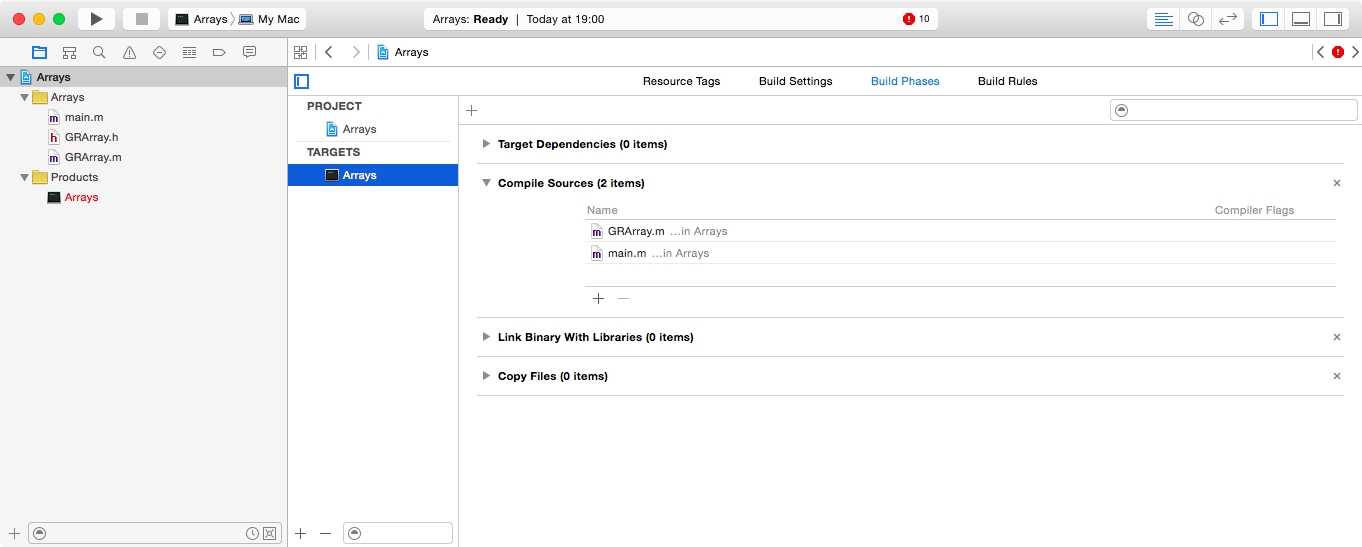 Arrays My Mac Arrays: Ready | Today at 19:00 10
Arrays
Arrays
Resource Tags Build Settings Build Phases Build Rules
Arrays
main.m
GRArray.h
GRArray.m
Products
Arrays
PROJECT
Arrays
TARGETS
Arrays
Target Dependencies (0 items)
Compile Sources (2 items)
Name Compiler Flags
GRArray.m ...in Arrays
main.m ...in Arrays
Link Binary With Libraries (0 items)
Copy Files (0 items)